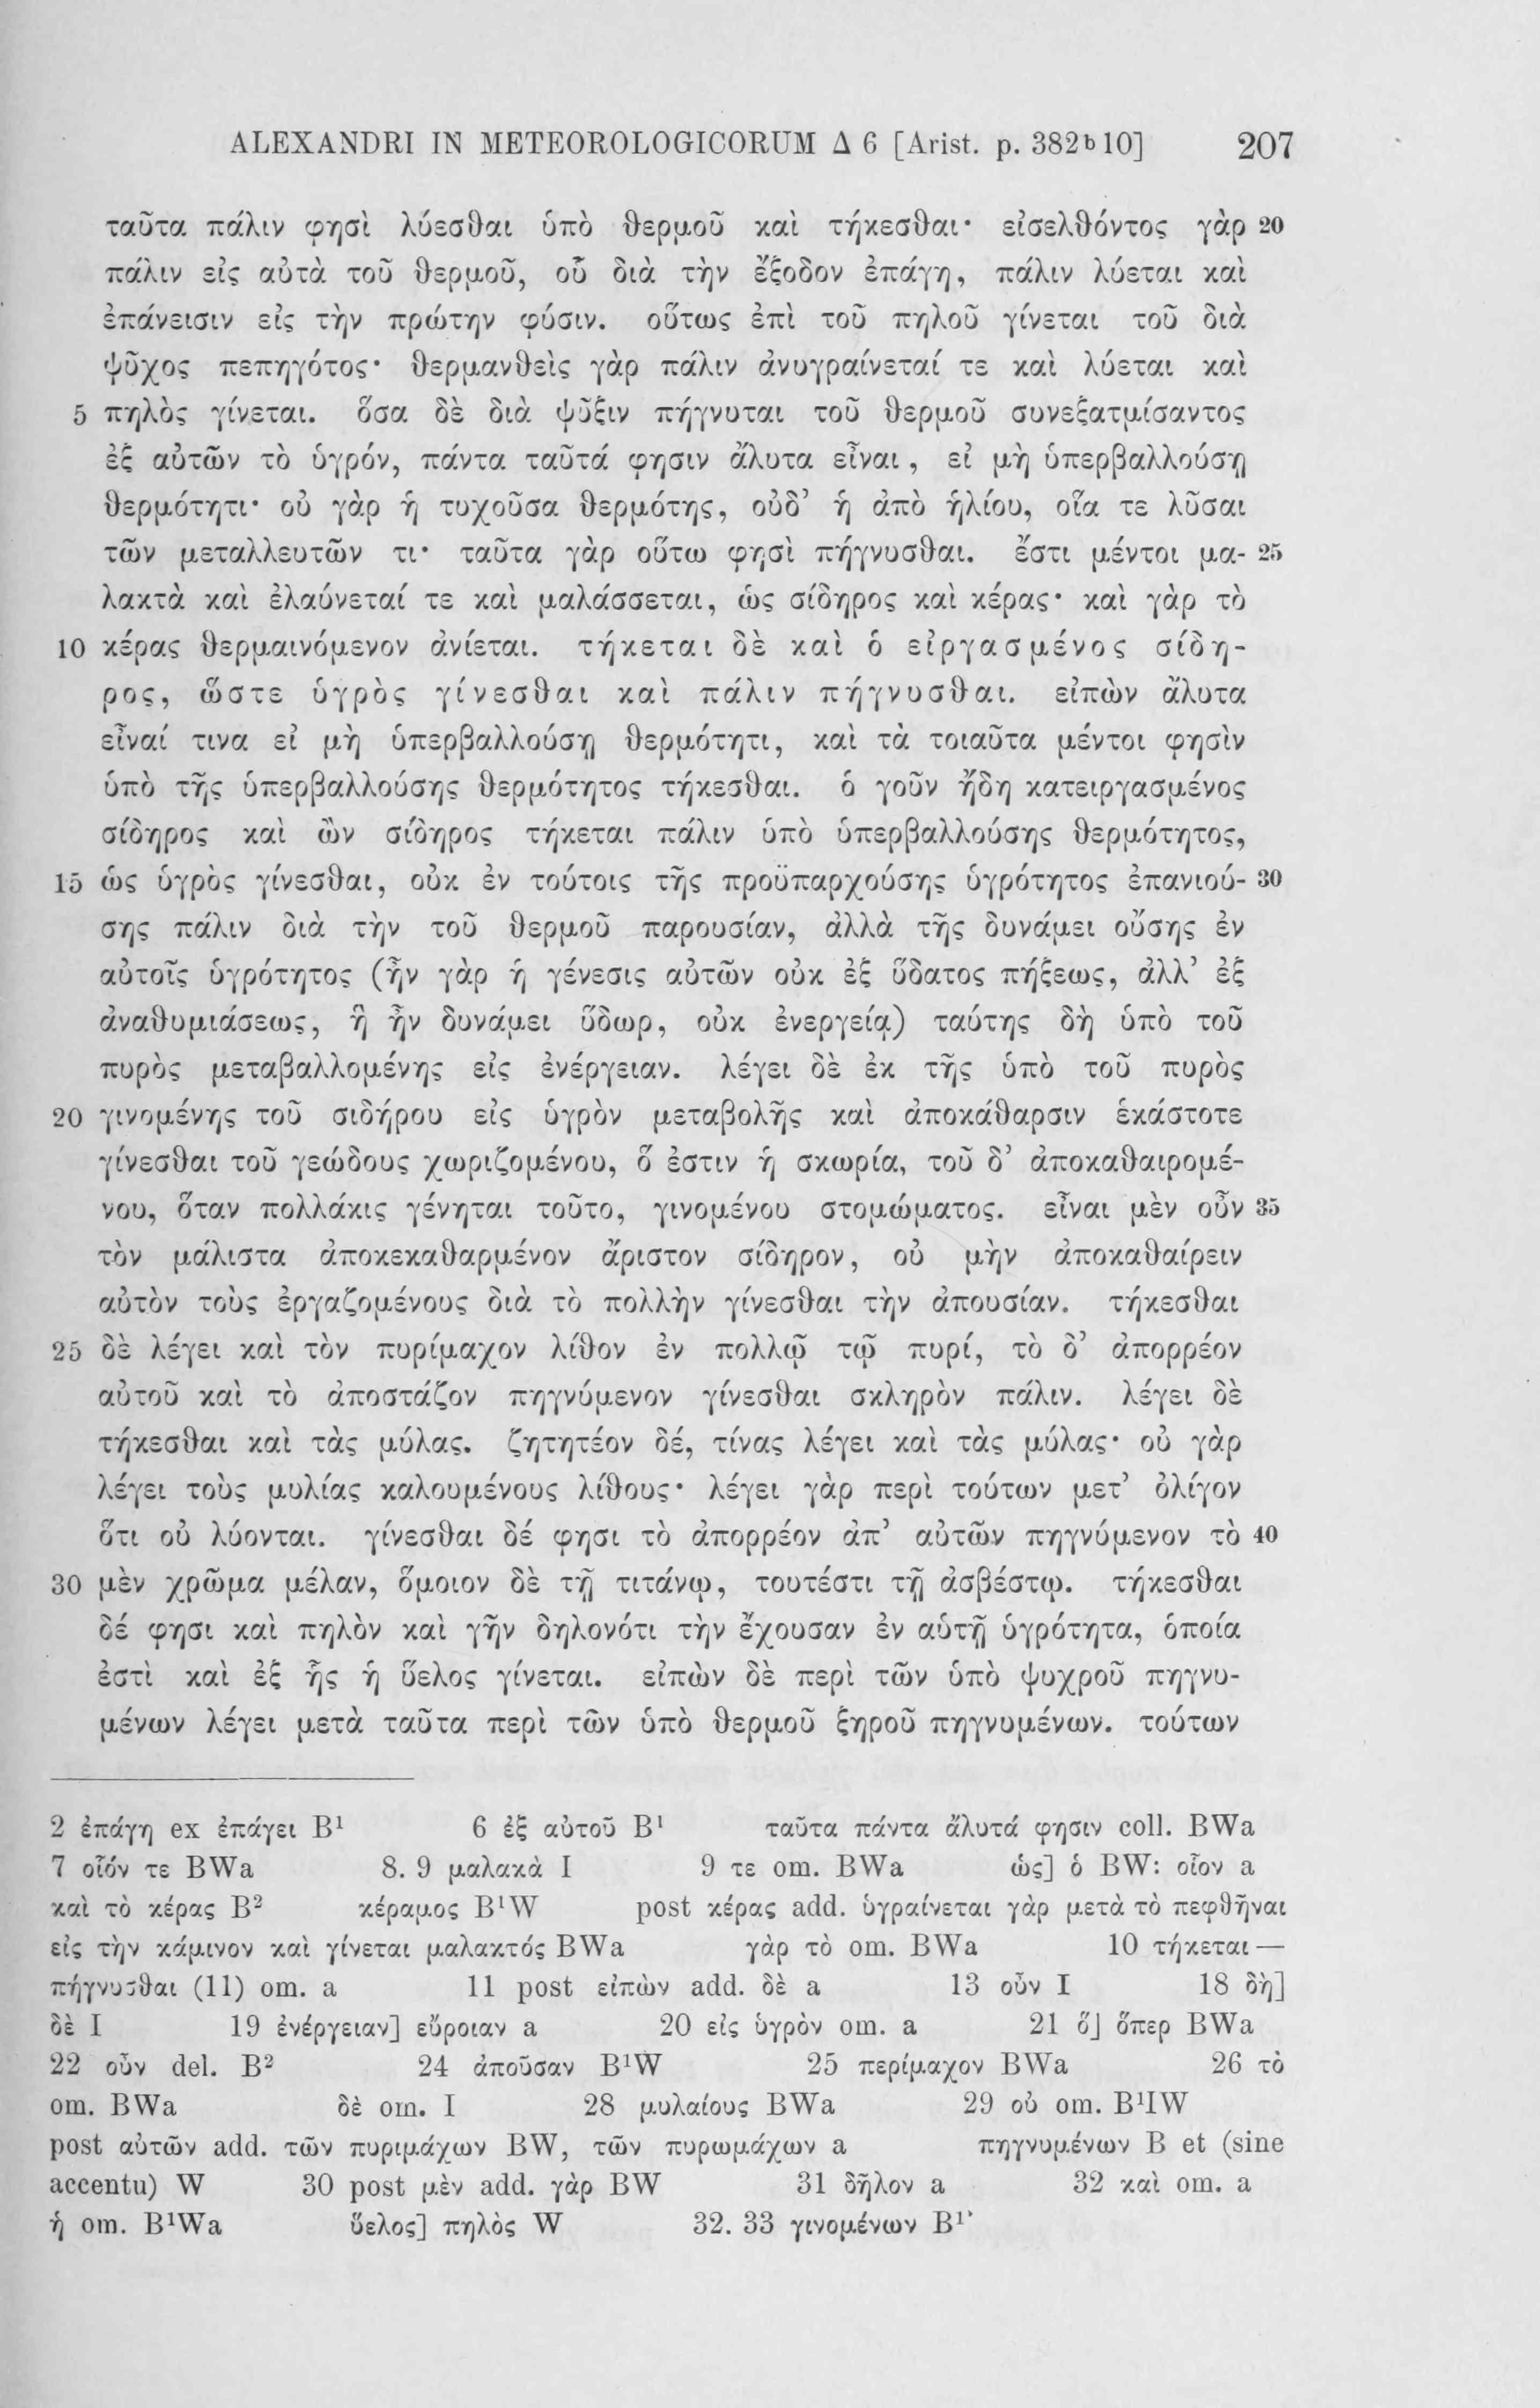 ALEXANDRI IN METEOROLOGICORUM Δ 6 [Arist. p. 382b10] 207
ταῦτα πάλιν φησὶ λύεσθαι ὑπὸ θερμοῦ καὶ τήκεσθαι· εἰσελθόντος γὰρ 20
πάλιν εἰς αὐτὰ τοῦ θερμοῦ, οὗ διὰ τὴν ἔξοδον ἐπάγη, πάλιν λύεται καὶ
ἐπάνεισιν εἰς τὴν πρώτην φύσιν. οὕτως ἐπὶ τοῦ πηλοῦ γίνεται τοῦ διὰ
ψῦχος πεπηγότος· θερμανθεὶς γὰρ πάλιν ἀνυγραίνεταί τε καὶ λύεται καὶ
5 πηλὸς γίνεται. ὅσα δὲ διὰ ψῦξιν πήγνυται τοῦ θερμοῦ συνεξατμίσαντος
ἐξ αὐτῶν τὸ ὑγρόν, πάντα ταῦτά φησιν ἄλυτα εἶναι, εἰ μὴ ὑπερβαλλούσῃ
θερμότητι· οὐ γὰρ ἡ τυχοῦσα θερμότης, οὐδ’ ἡ ἀπὸ ἡλίου, οἵα τε λῦσαι
τῶν μεταλλευτῶν τι· ταῦτα γὰρ οὕτω φησὶ πήγνυσθαι. ἔστι μέντοι μα- 25
λακτὰ καὶ ἐλαύνεταί τε καὶ μαλάσσεται, ὡς σίδηρος καὶ κέρας· καὶ γὰρ τὸ
10 κέρας θερμαινόμενον ἀνίεται. τήκεται δὲ καὶ ὁ εἰργασμένος σίδη-
ρος, ὥστε ὑγρὸς γίνεσθαι καὶ πάλιν πήγνυσθαι. εἰπὼν ἄλυτα
εἶναί τινα εἰ μὴ ὑπερβαλλούσῃ θερμότητι, καὶ τὰ τοιαῦτα μέντοι φησὶν
ὑπὸ τῆς ὑπερβαλλούσης θερμότητος τήκεσθαι. ὁ γοῦν ἤδη κατειργασμένος
σίδηρος καὶ ὢν σίδηρος τήκεται πάλιν ὑπὸ ὑπερβαλλούσης θερμότητος,
15 ὡς ὑγρὸς γίνεσθαι, οὐκ ἐν τούτοις τῆς προϋπαρχούσης ὑγρότητος ἐπανιού- 30
σης πάλιν διὰ τὴν τοῦ θερμοῦ παρουσίαν, ἀλλὰ τῆς δυνάμει οὔσης ἐν
αὐτοῖς ὑγρότητος (ἦν γὰρ ἡ γένεσις αὐτῶν οὐκ ἐξ ὕδατος πήξεως, ἀλλ’ ἐξ
ἀναθυμιάσεως, ἣ ἦν δυνάμει ὕδωρ, οὐκ ἐνεργείᾳ) ταύτης δὴ ὑπὸ τοῦ
πυρὸς μεταβαλλομένης εἰς ἐνέργειαν. λέγει δὲ ἐκ τῆς ὑπὸ τοῦ πυρὸς
20 γινομένης τοῦ σιδήρου εἰς ὑγρὸν μεταβολῆς καὶ ἀποκάθαρσιν ἑκάστοτε
γίνεσθαι τοῦ γεώδους χωριζομένου, ὅ ἐστιν ἡ σκωρία, τοῦ δ’ ἀποκαθαιρομέ-
νου, ὅταν πολλάκις γένηται τοῦτο, γινομένου στομώματος. εἶναι μὲν οὖν 35
τὸν μάλιστα ἀποκεκαθαρμένον ἄριστον σίδηρον, οὐ μὴν ἀποκαθαίρειν
αὐτὸν τοὺς ἐργαζομένους διὰ τὸ πολλὴν γίνεσθαι τὴν ἀπουσίαν. τήκεσθαι
25 δὲ λέγει καὶ τὸν πυρίμαχον λίθον ἐν πολλῷ τῷ πυρί, τὸ δ’ ἀπορρέον
αὐτοῦ καὶ τὸ ἀποστάζον πηγνύμενον γίνεσθαι σκληρὸν πάλιν. λέγει δὲ
τήκεσθαι καὶ τὰς μύλας. ζητητέον δέ, τίνας λέγει καὶ τὰς μύλας· οὐ γὰρ
λέγει τοὺς μυλίας καλουμένους λίθους· λέγει γὰρ περὶ τούτων μετ’ ὀλίγον
ὅτι οὐ λύονται. γίνεσθαι δέ φησι τὸ ἀπορρέον ἀπ’ αὐτῶν πηγνύμενον τὸ 40
30 μὲν χρῶμα μέλαν, ὅμοιον δὲ τῇ τιτάνῳ, τουτέστι τῇ ἀσβέστῳ. τήκεσθαι
δέ φησι καὶ πηλὸν καὶ γῆν δηλονότι τὴν ἔχουσαν ἐν αὑτῇ ὑγρότητα, ὁποία
ἐστὶ καὶ ἐξ ἧς ἡ ὕελος γίνεται. εἰπὼν δὲ περὶ τῶν ὑπὸ ψυχροῦ πηγνυ-
μένων λέγει μετὰ ταῦτα περὶ τῶν ὑπὸ θερμοῦ ξηροῦ πηγνυμένων. τούτων
2 ἐπάγη ex ἐπάγει B¹ 6 ἐξ αὐτοῦ B¹ ταῦτα πάντα ἄλυτά φησιν coll. BWa
7 οἷόν τε BWa 8. 9 μαλακὰ I 9 τε om. BWa ὡς] ὁ BW: οἷον a
καὶ τὸ κέρας B² κέραμος B¹W post κέρας add. ὑγραίνεται γὰρ μετὰ τὸ πεφθῆναι
εἰς τὴν κάμινον καὶ γίνεται μαλακτός BWa γὰρ τὸ om. BWa 10 τήκεται —
πήγνυσθαι (11) om. a 11 post εἰπὼν add. δὲ a 13 οὖν I 18 δὴ]
δὲ I 19 ἐνέργειαν] εὔροιαν a 20 εἰς ὑγρὸν om. a 21 ὅ] ὅπερ BWa
22 οὖν del. B² 24 ἀποῦσαν B¹W 25 περίμαχον BWa 26 τὸ
om. BWa δὲ om. I 28 μυλαίους BWa 29 οὐ om. B¹IW
post αὐτῶν add. τῶν πυριμάχων BW, τῶν πυρωμάχων a πηγνυμένων B et (sine
accentu) W 30 post μὲν add. γὰρ BW 31 δῆλον a 32 καὶ om. a
ἡ om. B¹Wa ὕελος] πηλὸς W 32. 33 γινομένων B¹